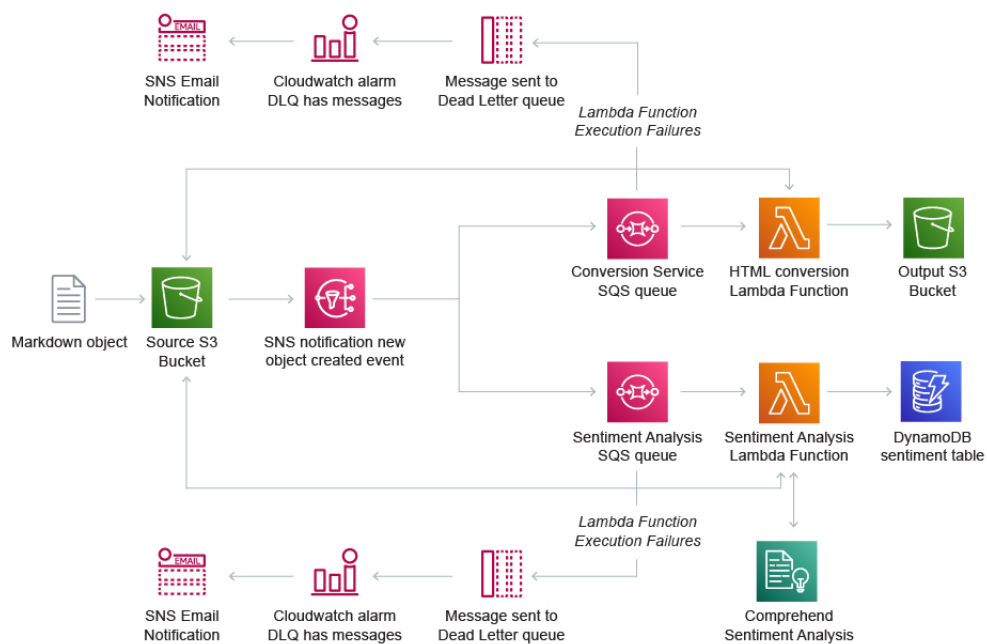 EMAIL
SNS Email
Notification
Cloudwatch alarm
DLQ has messages
Message sent to
Dead Letter queue
Lambda Function
Execution Failures
Markdown object
Source S3
Bucket
SNS notification new
object created event
Conversion Service
SQS queue
HTML conversion
Lambda Function
Output S3
Bucket
Sentiment Analysis
SQS queue
Sentiment Analysis
Lambda Function
DynamoDB
sentiment table
Lambda Function
Execution Failures
EMAIL
SNS Email
Notification
Cloudwatch alarm
DLQ has messages
Message sent to
Dead Letter queue
Comprehend
Sentiment Analysis